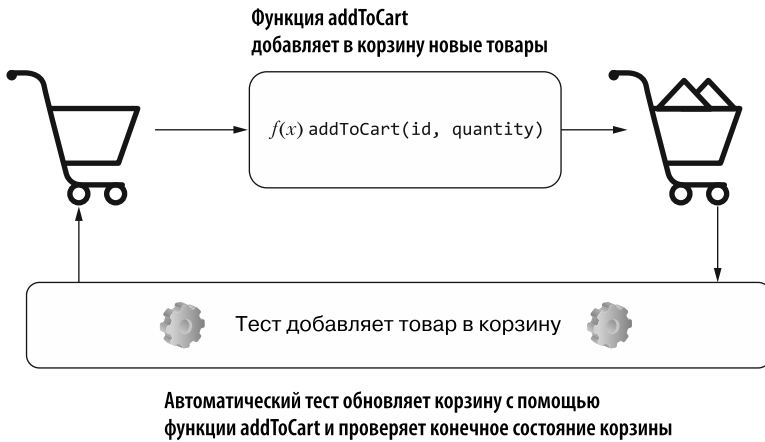 Функция addToCart
добавляет в корзину новые товары
f(x) addToCart(id, quantity)
Тест добавляет товар в корзину
Автоматический тест обновляет корзину с помощью
функции addToCart и проверяет конечное состояние корзины